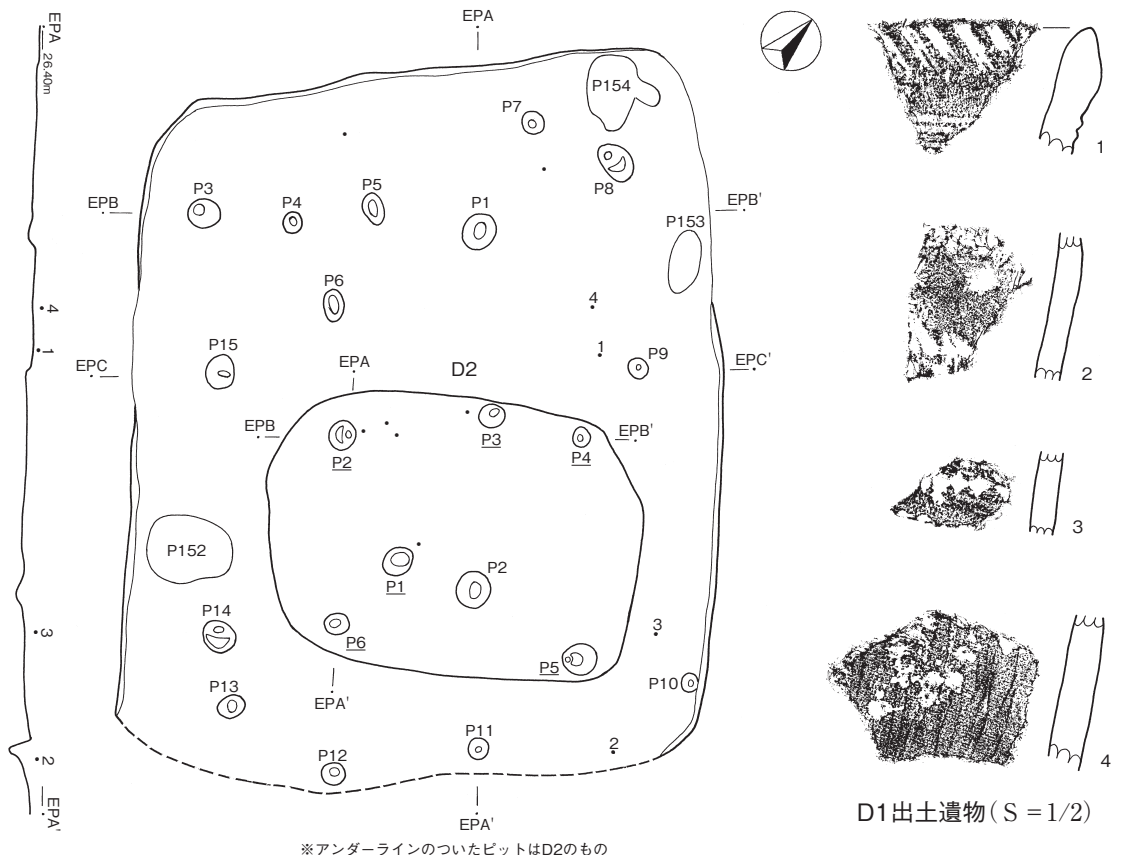 EPA
26.40m
4
1
3
2
EPA'
EPA
P154
P7
P8
EPB
P3
P4
P5
P1
EPB'
P153
P6
4
1
P15
P9
EPC
EPA
D2
EPC'
EPB
P2
P3
P4
EPB'
P152
P1
P2
P14
P6
P5
3
P10
P13
EPA'
P11
P12
2
EPA'
※アンダーラインのついたピットはD2のもの
1
2
3
4
D1出土遺物(S =1/2)